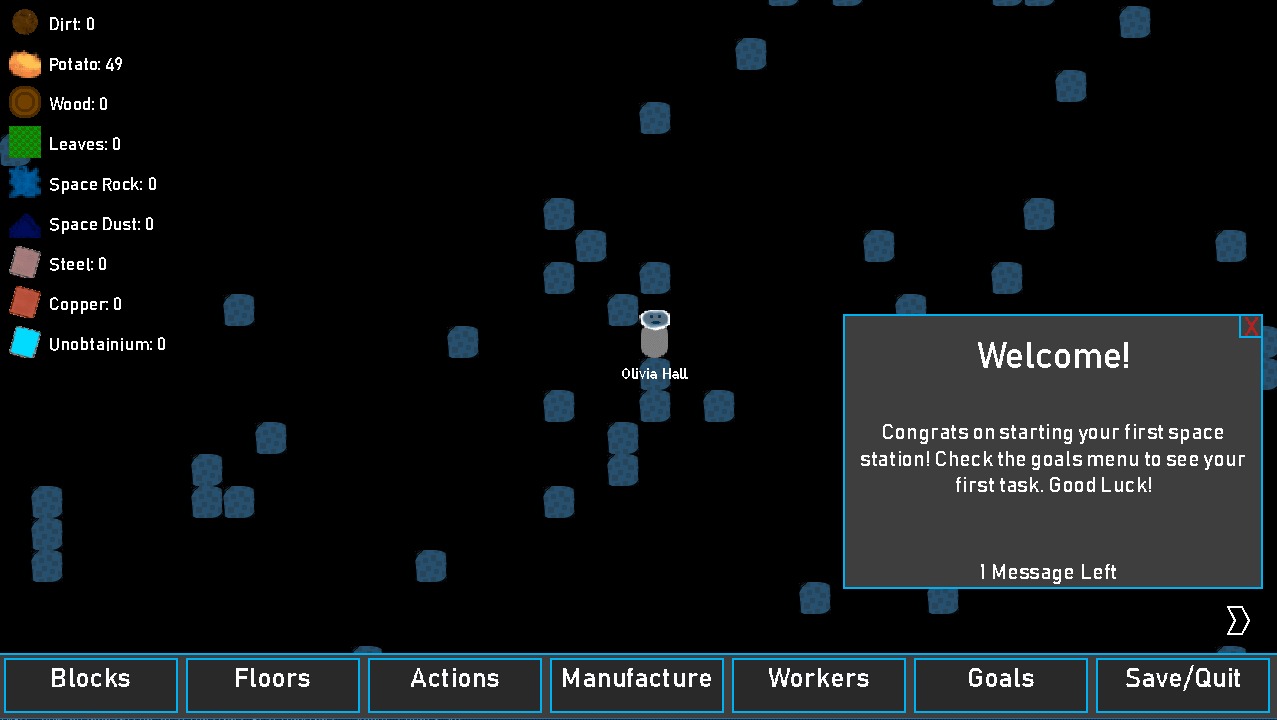 Dirt: 0
Potato: 49
Wood: 0
Leaves: 0
Space Rock: 0
Space Dust: 0
Steel: 0
Copper: 0
Unobtainium: 0
Olivia Hall
X
Welcome!
Congrats on starting your first space
station! Check the goals menu to see your
first task. Good Luck!
1 Message Left
Blocks
Floors
Actions
Manufacture
Workers
Goals
Save/Quit